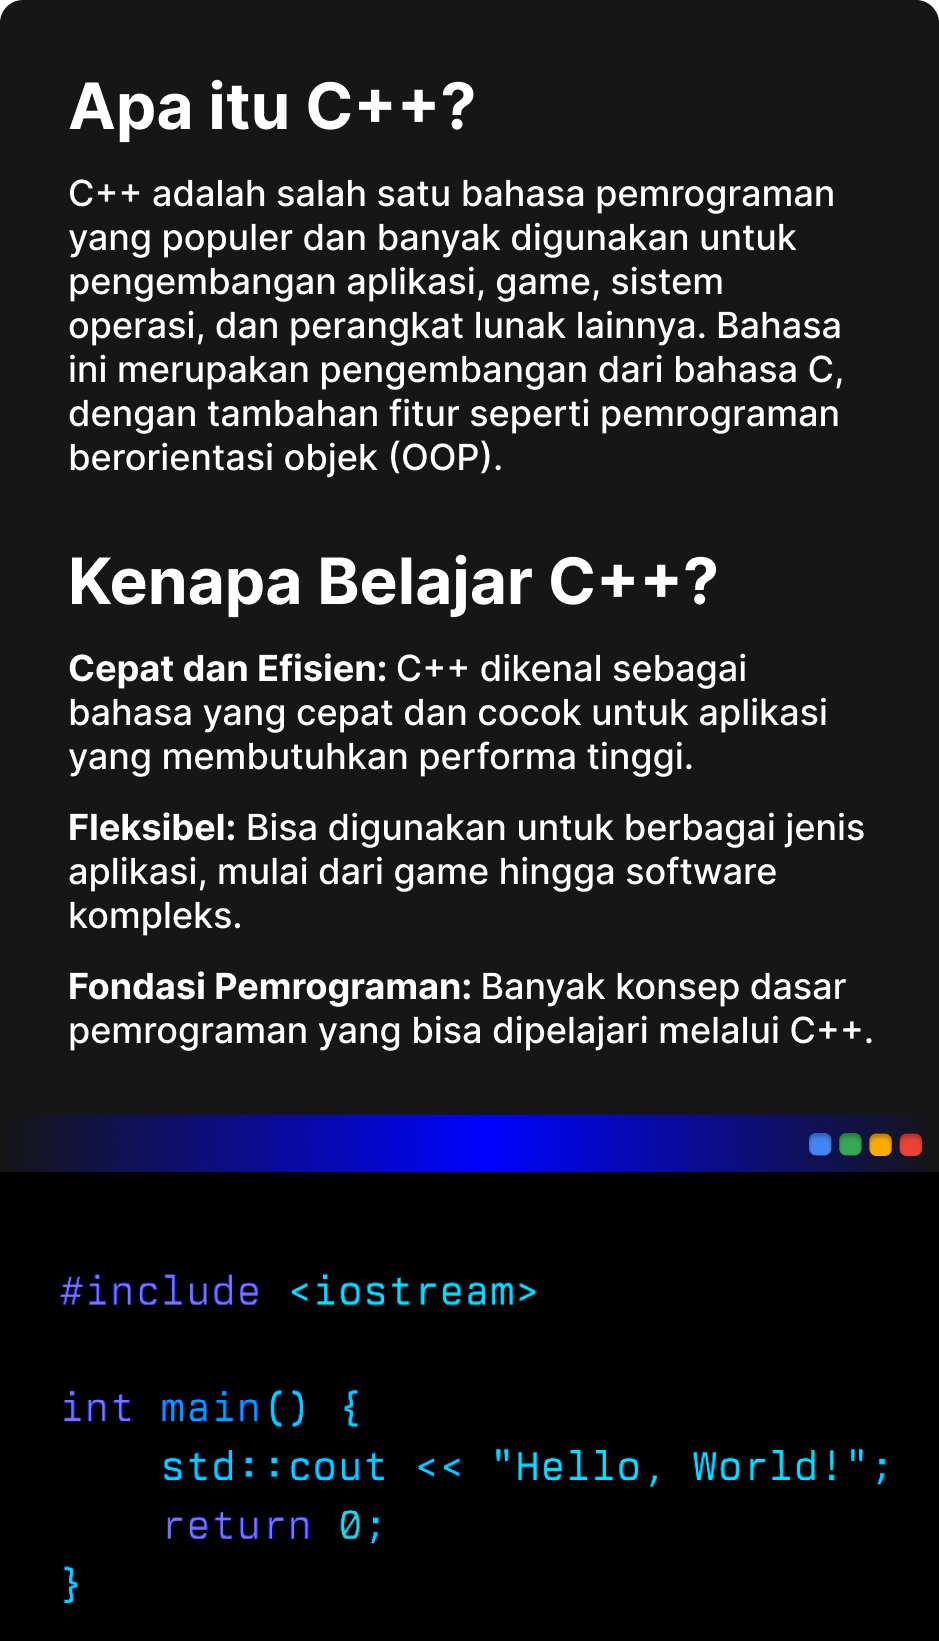 Apa itu C++?
C++ adalah salah satu bahasa pemrograman
yang populer dan banyak digunakan untuk
pengembangan aplikasi, game, sistem
operasi, dan perangkat lunak lainnya. Bahasa
ini merupakan pengembangan dari bahasa C,
dengan tambahan fitur seperti pemrograman
berorientasi objek (OOP).
Kenapa Belajar C++?
Cepat dan Efisien: C++ dikenal sebagai
bahasa yang cepat dan cocok untuk aplikasi
yang membutuhkan performa tinggi.
Fleksibel: Bisa digunakan untuk berbagai jenis
aplikasi, mulai dari game hingga software
kompleks.
Fondasi Pemrograman: Banyak konsep dasar
pemrograman yang bisa dipelajari melalui C++.
#include <iostream>
int main() {
    std::cout << "Hello, World!";
    return 0;
}